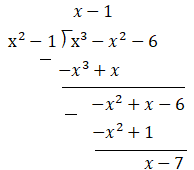 x − 1
x² − 1 ) x³ − x² − 6
− −x³ + x
−x² + x − 6
− −x² + 1
x − 7